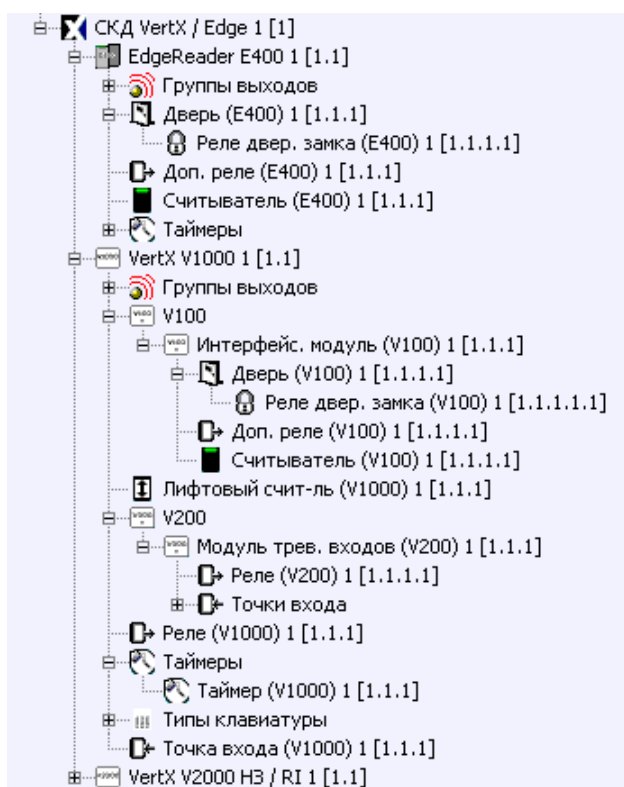 СКД VertX / Edge 1 [1]
EdgeReader E400 1 [1.1]
Группы выходов
Дверь (E400) 1 [1.1.1]
Реле двер. замка (E400) 1 [1.1.1.1]
Доп. реле (E400) 1 [1.1.1]
Считыватель (E400) 1 [1.1.1]
Таймеры
VertX V1000 1 [1.1]
Группы выходов
V100
Интерфейс. модуль (V100) 1 [1.1.1]
Дверь (V100) 1 [1.1.1.1]
Реле двер. замка (V100) 1 [1.1.1.1.1]
Доп. реле (V100) 1 [1.1.1.1]
Считыватель (V100) 1 [1.1.1.1]
Лифтовый счит-ль (V1000) 1 [1.1.1]
V200
Модуль трев. входов (V200) 1 [1.1.1]
Реле (V200) 1 [1.1.1.1]
Точки входа
Реле (V1000) 1 [1.1.1]
Таймеры
Таймер (V1000) 1 [1.1.1]
Типы клавиатуры
Точка входа (V1000) 1 [1.1.1]
VertX V2000 НЗ / RI 1 [1.1]